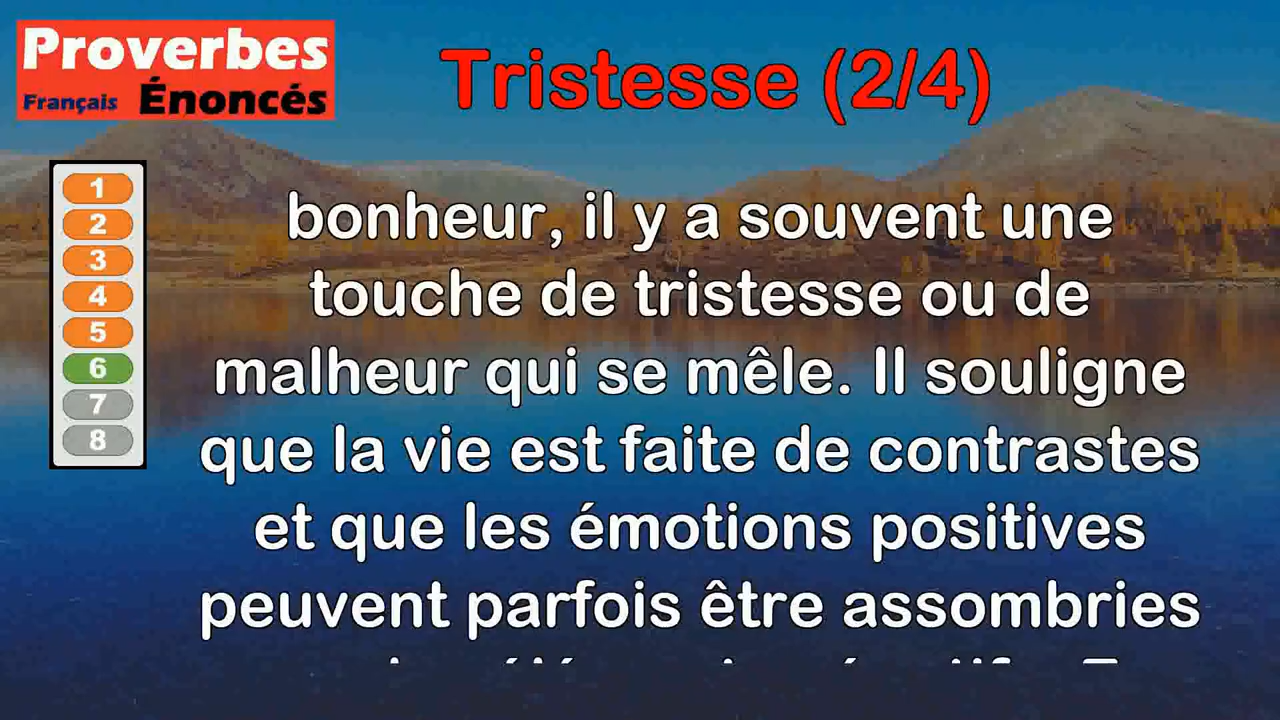 Proverbes
Français Énoncés
Tristesse (2/4)
1
2
3
4
5
6
7
8
bonheur, il y a souvent une
touche de tristesse ou de
malheur qui se mêle. Il souligne
que la vie est faite de contrastes
et que les émotions positives
peuvent parfois être assombries